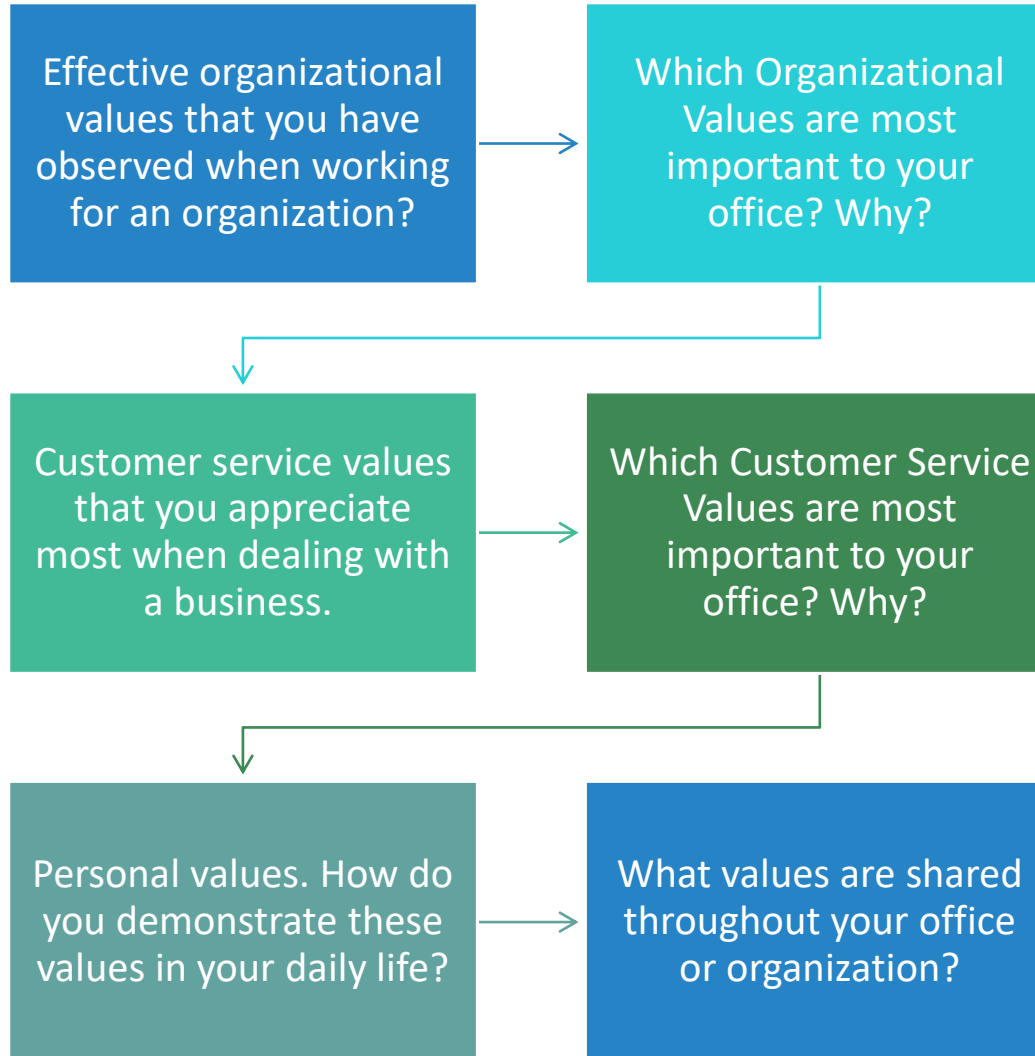 Effective organizational
values that you have
observed when working
for an organization?
Which Organizational
Values are most
important to your
office? Why?
Customer service values
that you appreciate
most when dealing with
a business.
Which Customer Service
Values are most
important to your
office? Why?
Personal values. How do
you demonstrate these
values in your daily life?
What values are shared
throughout your office
or organization?